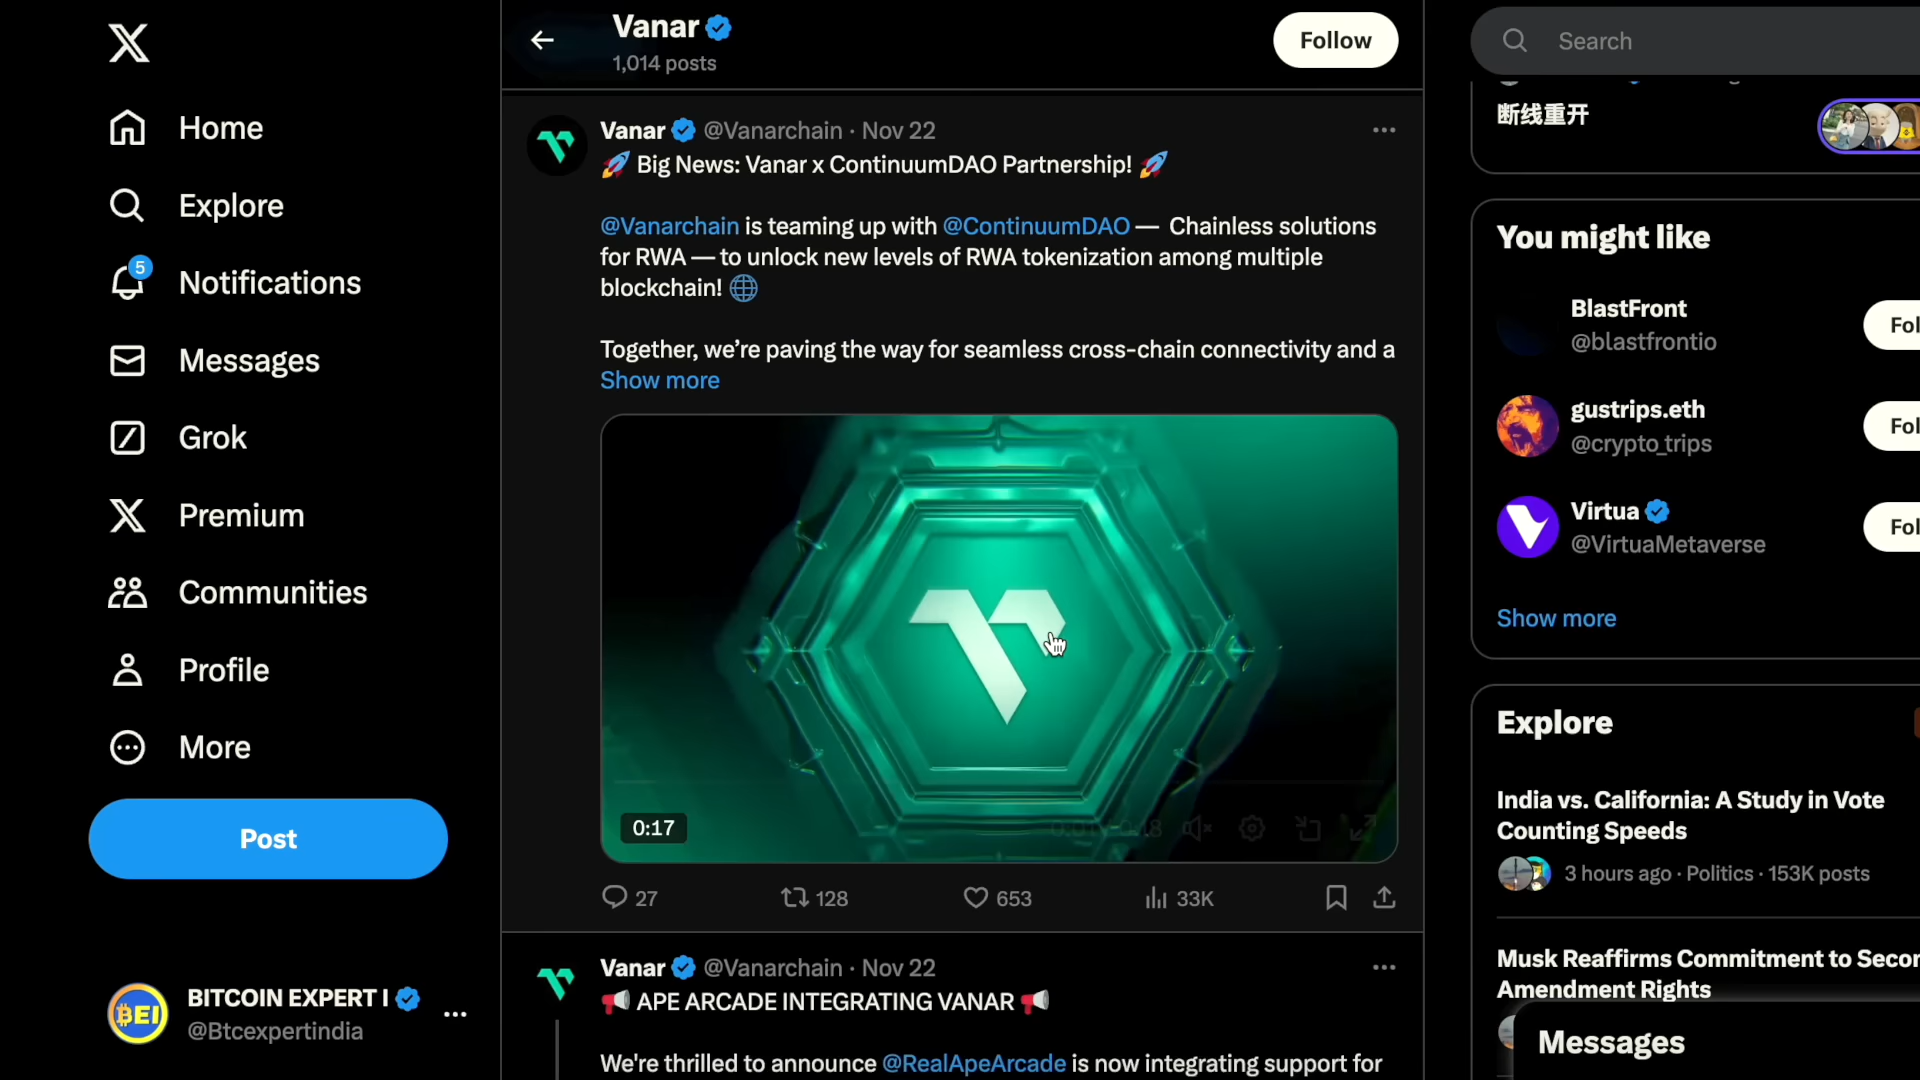 Home
Explore
5
Notifications
Messages
Grok
Premium
Communities
Profile
More
Post
BEI
BITCOIN EXPERT I
@Btcexpertindia
Vanar
1,014 posts
Follow
Vanar @Vanarchain · Nov 22
🚀 Big News: Vanar x ContinuumDAO Partnership! 🚀
@Vanarchain is teaming up with @ContinuumDAO — Chainless solutions
for RWA — to unlock new levels of RWA tokenization among multiple
blockchain! 🌐
Together, we’re paving the way for seamless cross-chain connectivity and a
Show more
0:17
27 128 653 33K
Vanar @Vanarchain · Nov 22
📢 APE ARCADE INTEGRATING VANAR 📢
We're thrilled to announce @RealApeArcade is now integrating support for
Search
断线重开
You might like
BlastFront
@blastfrontio
Fol
gustrips.eth
@crypto_trips
Fol
Virtua
@VirtuaMetaverse
Fol
Show more
Explore
India vs. California: A Study in Vote
Counting Speeds
3 hours ago · Politics · 153K posts
Musk Reaffirms Commitment to Secon
Amendment Rights
Messages